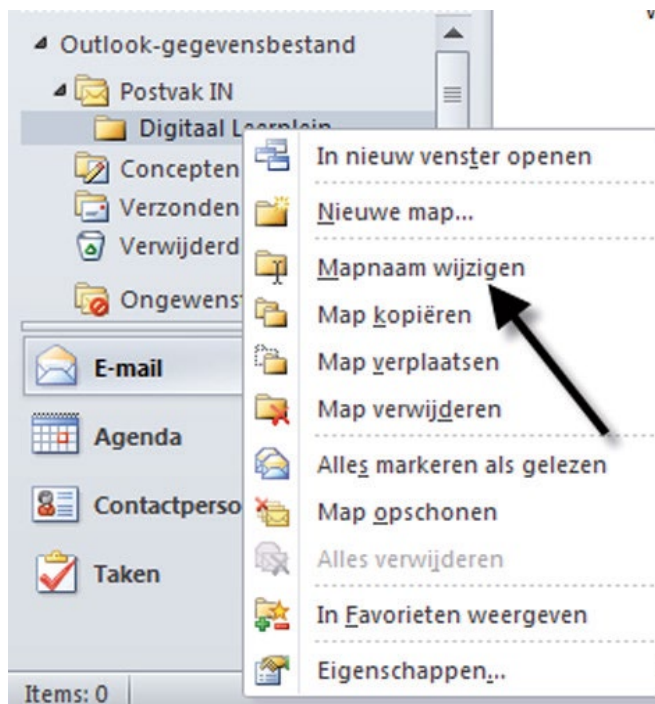 Outlook-gegevensbestand
Postvak IN
Digitaal Leerplein
Concepten
Verzonden
Verwijderd
Ongewenst
E-mail
Agenda
Contactperso
Taken
Items: 0
In nieuw venster openen
Nieuwe map...
Mapnaam wijzigen
Map kopiëren
Map verplaatsen
Map verwijderen
Alles markeren als gelezen
Map opschonen
Alles verwijderen
In Favorieten weergeven
Eigenschappen...